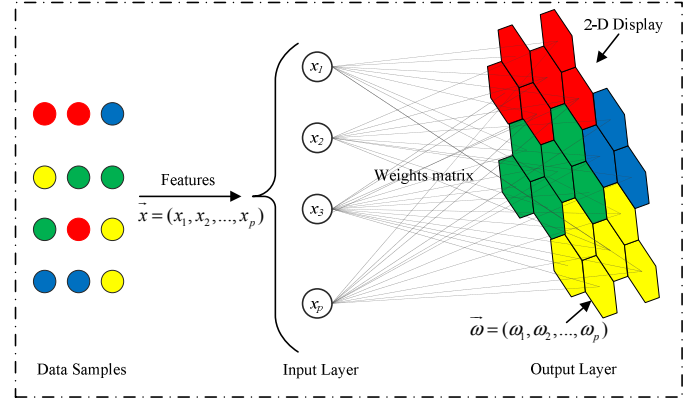 2-D Display
x1
x2
Features
Weights matrix
x⃗ = (x1, x2, ..., xp)
x3
xp
ω⃗ = (ω1, ω2, ..., ωp)
Data Samples
Input Layer
Output Layer